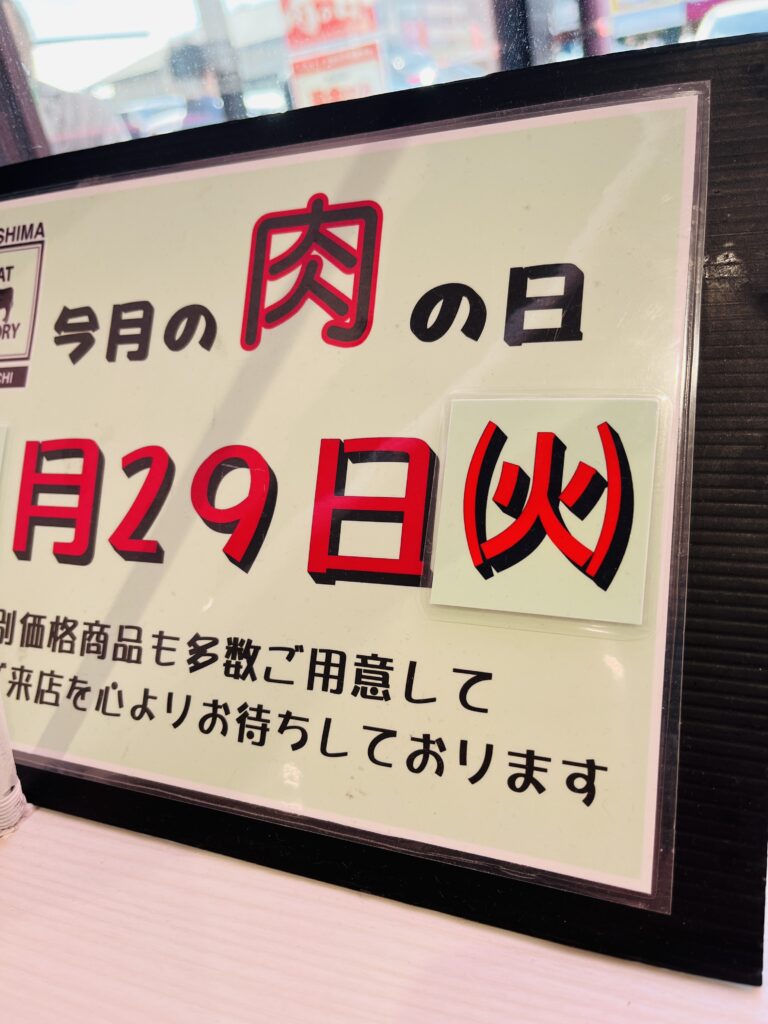 SHIMA
AT
ORY
CHI
今月の肉の日
月29日(火)
別価格商品も多数ご用意して
ご来店を心よりお待ちしております